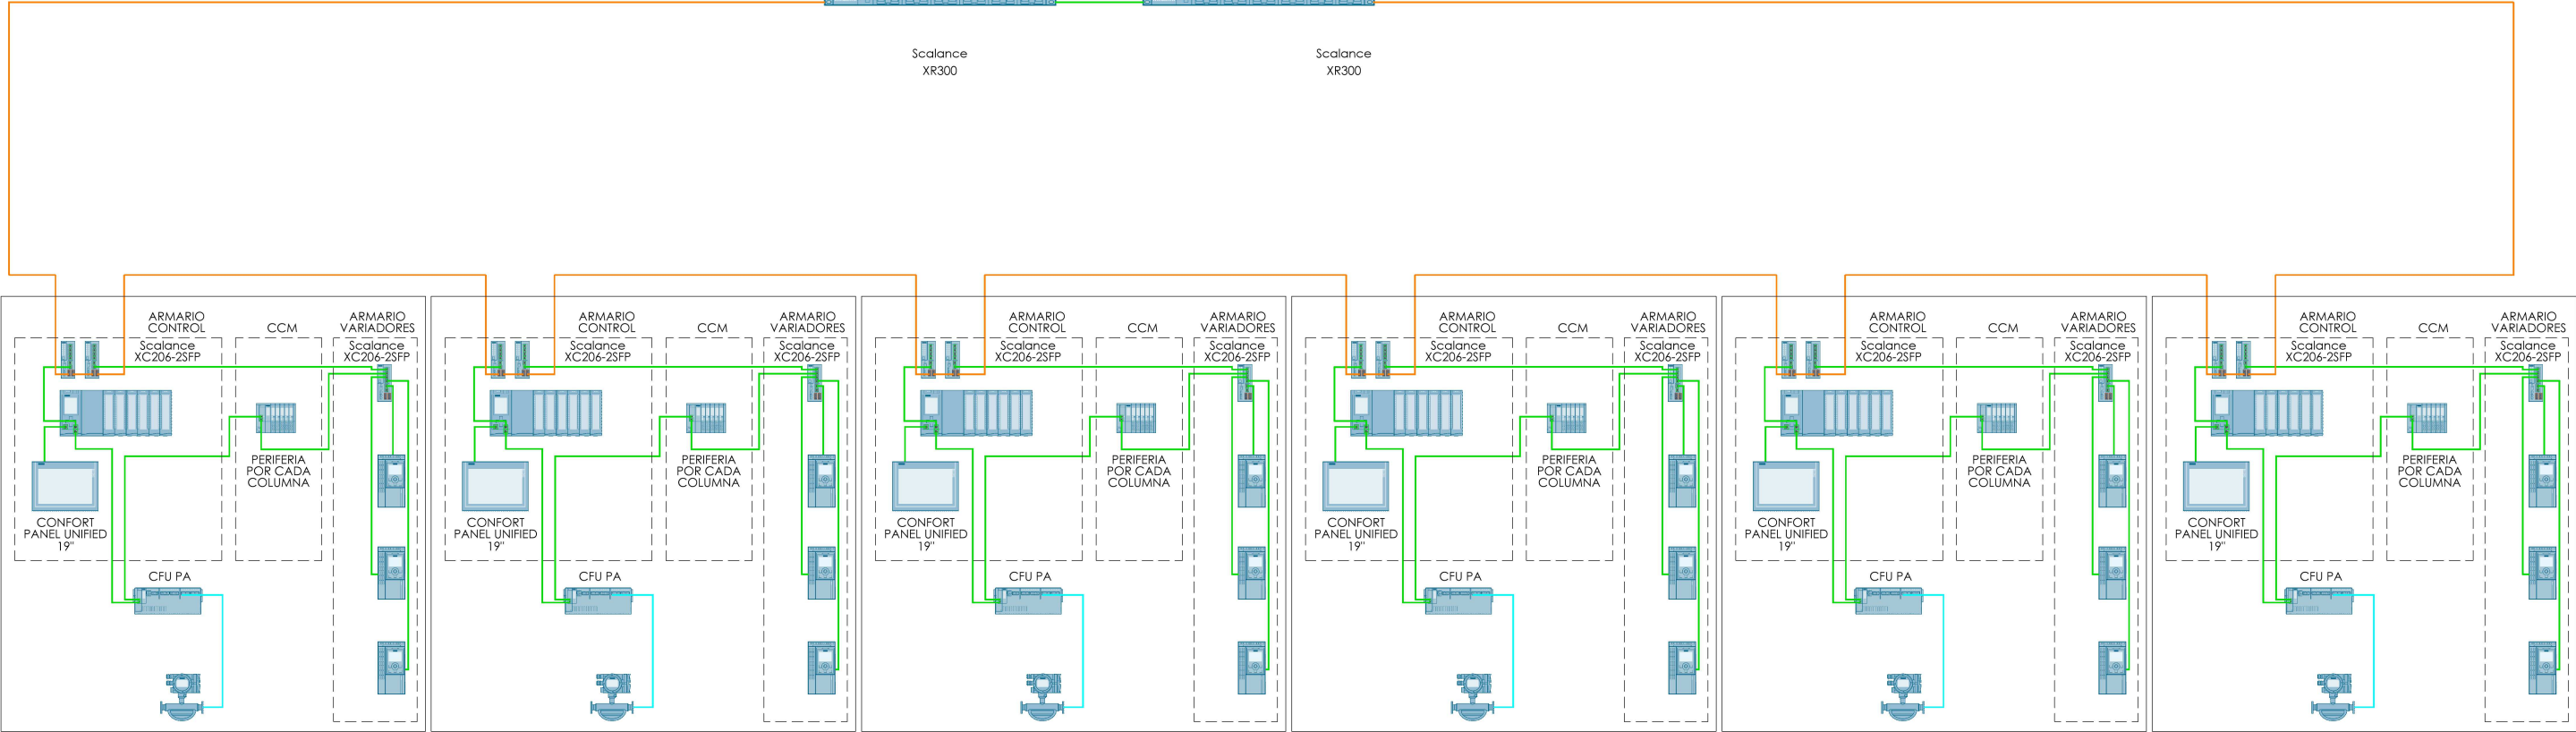 Scalance
XR300
Scalance
XR300
ARMARIO
CONTROL
CCM
ARMARIO
VARIADORES
Scalance
XC206-2SFP
Scalance
XC206-2SFP
PERIFERIA
POR CADA
COLUMNA
CONFORT
PANEL UNIFIED
19"
CFU PA
ARMARIO
CONTROL
CCM
ARMARIO
VARIADORES
Scalance
XC206-2SFP
Scalance
XC206-2SFP
PERIFERIA
POR CADA
COLUMNA
CONFORT
PANEL UNIFIED
19"
CFU PA
ARMARIO
CONTROL
CCM
ARMARIO
VARIADORES
Scalance
XC206-2SFP
Scalance
XC206-2SFP
PERIFERIA
POR CADA
COLUMNA
CONFORT
PANEL UNIFIED
19"
CFU PA
ARMARIO
CONTROL
CCM
ARMARIO
VARIADORES
Scalance
XC206-2SFP
Scalance
XC206-2SFP
PERIFERIA
POR CADA
COLUMNA
CONFORT
PANEL UNIFIED
19"
CFU PA
ARMARIO
CONTROL
CCM
ARMARIO
VARIADORES
Scalance
XC206-2SFP
Scalance
XC206-2SFP
PERIFERIA
POR CADA
COLUMNA
CONFORT
PANEL UNIFIED
19"
CFU PA
ARMARIO
CONTROL
CCM
ARMARIO
VARIADORES
Scalance
XC206-2SFP
Scalance
XC206-2SFP
PERIFERIA
POR CADA
COLUMNA
CONFORT
PANEL UNIFIED
19"
CFU PA